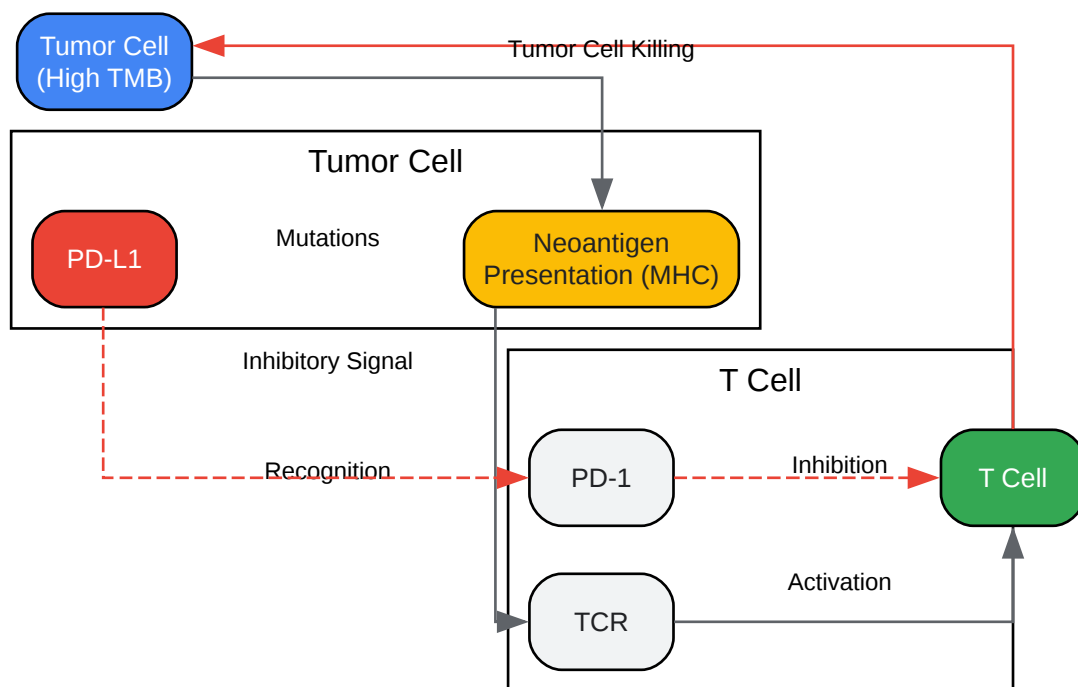 Tumor Cell
(High TMB)
Tumor Cell Killing
Tumor Cell
PD-L1
Mutations
Neoantigen
Presentation (MHC)
Inhibitory Signal
T Cell
Recognition
PD-1
Inhibition
T Cell
TCR
Activation